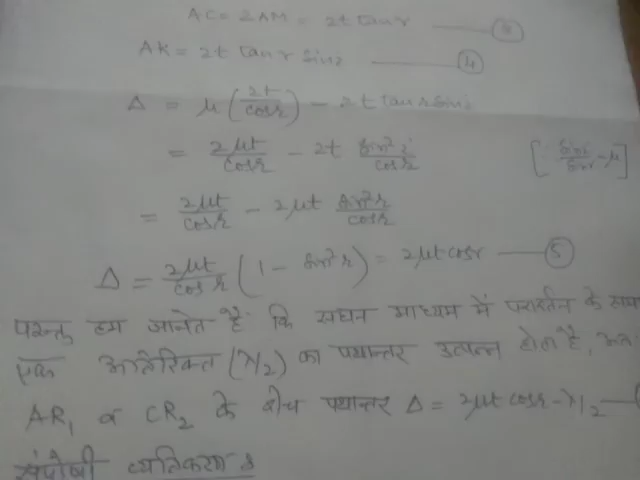 AC = 2AM = 2t tan r —— (3)
AK = 2t tan r sin i —— (4)
Δ = μ (2t/cos r) - 2t tan r sin i
= 2μt/cos r - 2t sin² i/cos r [sin i/sin r = μ]
= 2μt/cos r - 2μt sin² r/cos r
Δ = 2μt/cos r (1 - sin² r) = 2μt cos r —— (5)
परन्तु हम जानते हैं कि सघन माध्यम में परावर्तन के
एक अतिरिक्त (λ/2) का पथान्तर उत्पन्न होता है, अतः
AR₁ व CR₂ के बीच पथान्तर Δ = 2μt cos r - λ/2 ——
संपोषी व्यतिकरण :